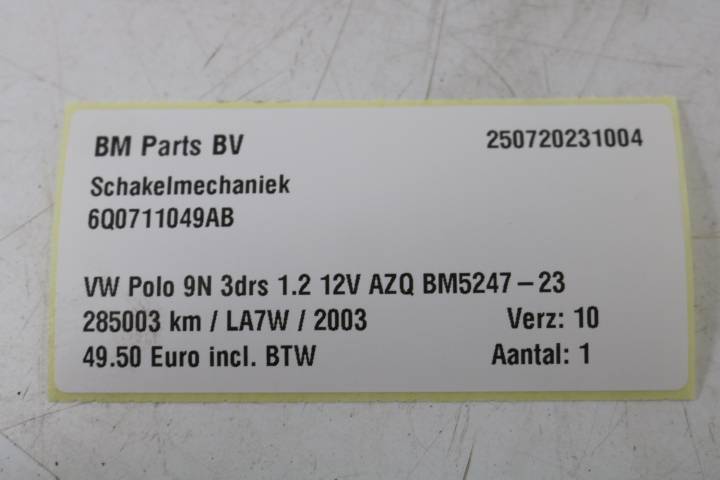 BM Parts BV 250720231004
Schakelmechaniek
6Q0711049AB
VW Polo 9N 3drs 1.2 12V AZQ BM5247 – 23
285003 km / LA7W / 2003 Verz: 10
49.50 Euro incl. BTW Aantal: 1